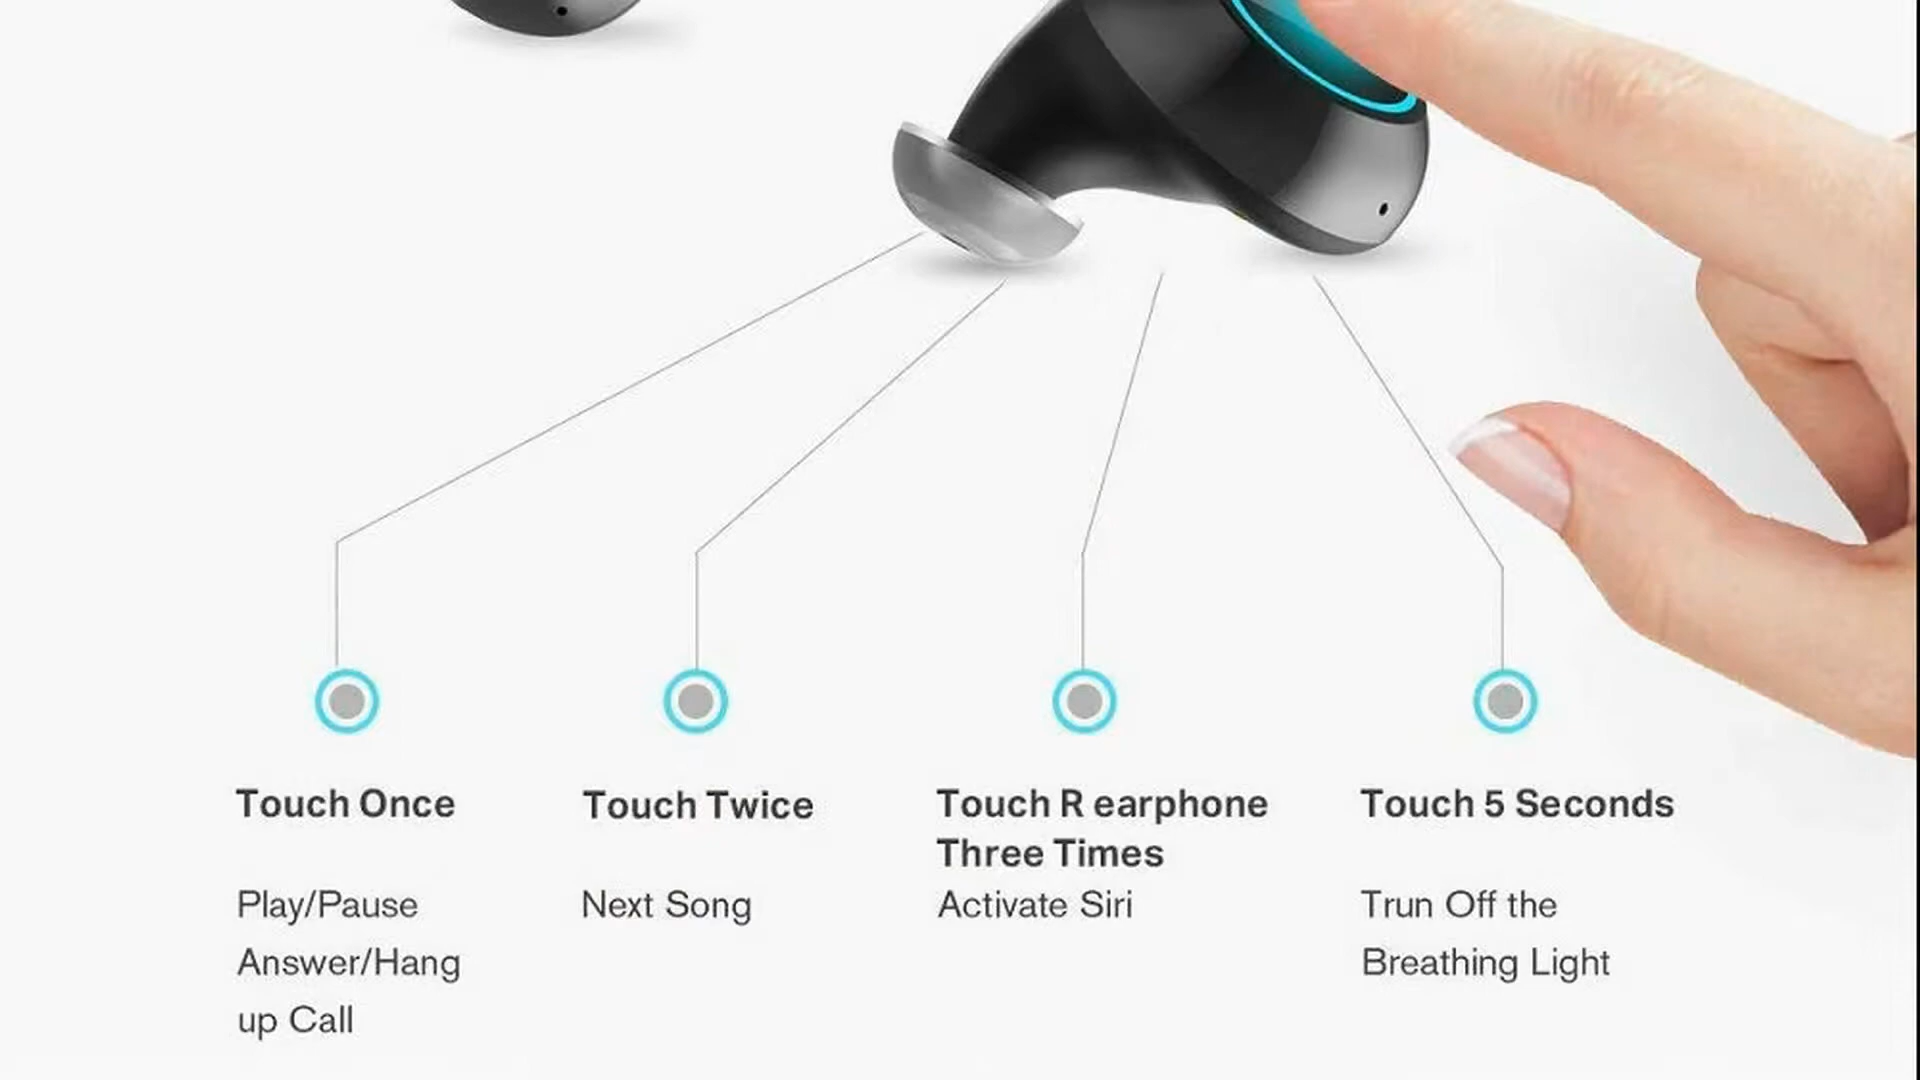 Touch Once
Play/Pause
Answer/Hang
up Call
Touch Twice
Next Song
Touch R earphone
Three Times
Activate Siri
Touch 5 Seconds
Trun Off the
Breathing Light